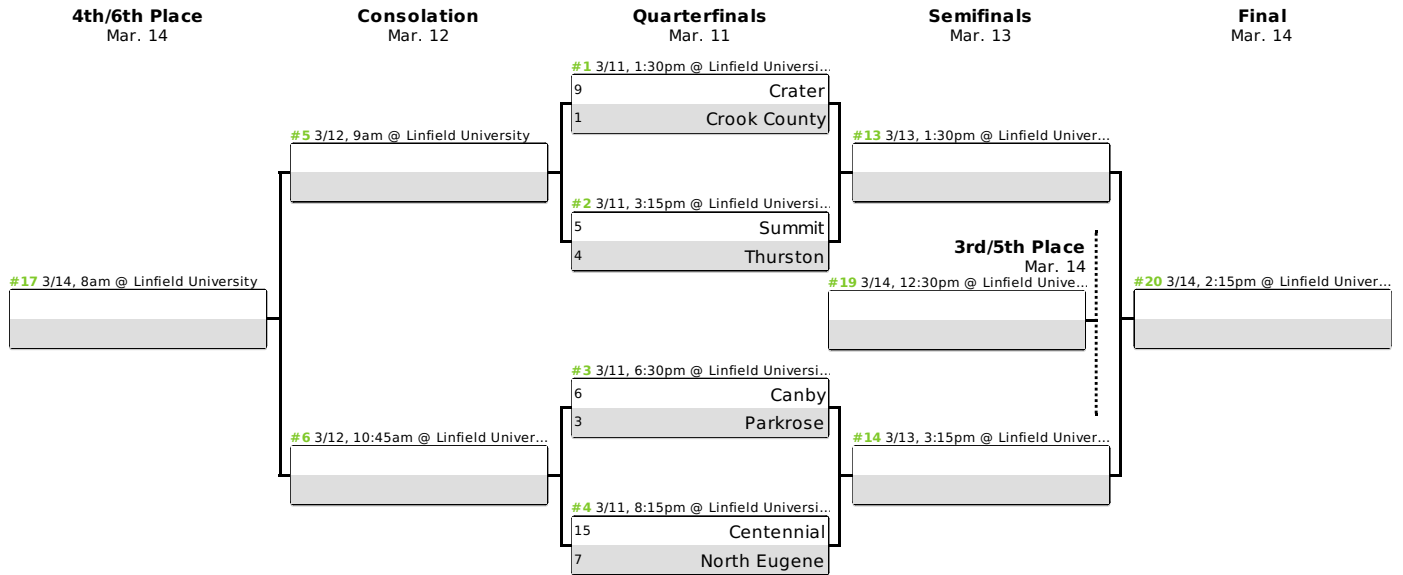 4th/6th Place
Mar. 14
Consolation
Mar. 12
Quarterfinals
Mar. 11
Semifinals
Mar. 13
Final
Mar. 14
#1 3/11, 1:30pm @ Linfield Universi...
9 Crater
1 Crook County
#5 3/12, 9am @ Linfield University
#13 3/13, 1:30pm @ Linfield Univer...
#2 3/11, 3:15pm @ Linfield Universi...
5 Summit
4 Thurston
3rd/5th Place
Mar. 14
#17 3/14, 8am @ Linfield University
#19 3/14, 12:30pm @ Linfield Unive...
#20 3/14, 2:15pm @ Linfield Univer...
#3 3/11, 6:30pm @ Linfield Universi...
6 Canby
3 Parkrose
#6 3/12, 10:45am @ Linfield Univer...
#14 3/13, 3:15pm @ Linfield Univer...
#4 3/11, 8:15pm @ Linfield Universi...
15 Centennial
7 North Eugene